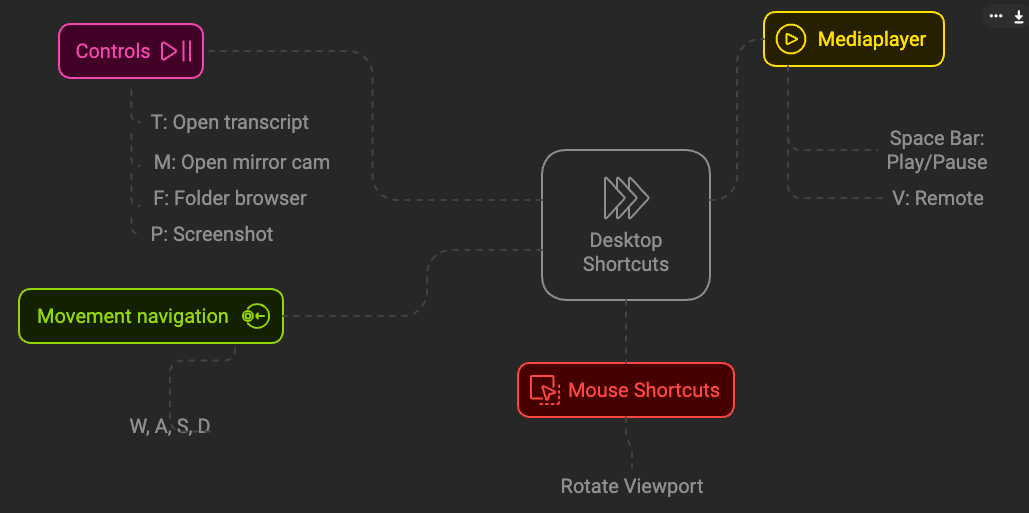 Controls
T: Open transcript
M: Open mirror cam
F: Folder browser
P: Screenshot
Mediaplayer
Space Bar:
Play/Pause
V: Remote
Desktop
Shortcuts
Movement navigation
W, A, S, D
Mouse Shortcuts
Rotate Viewport